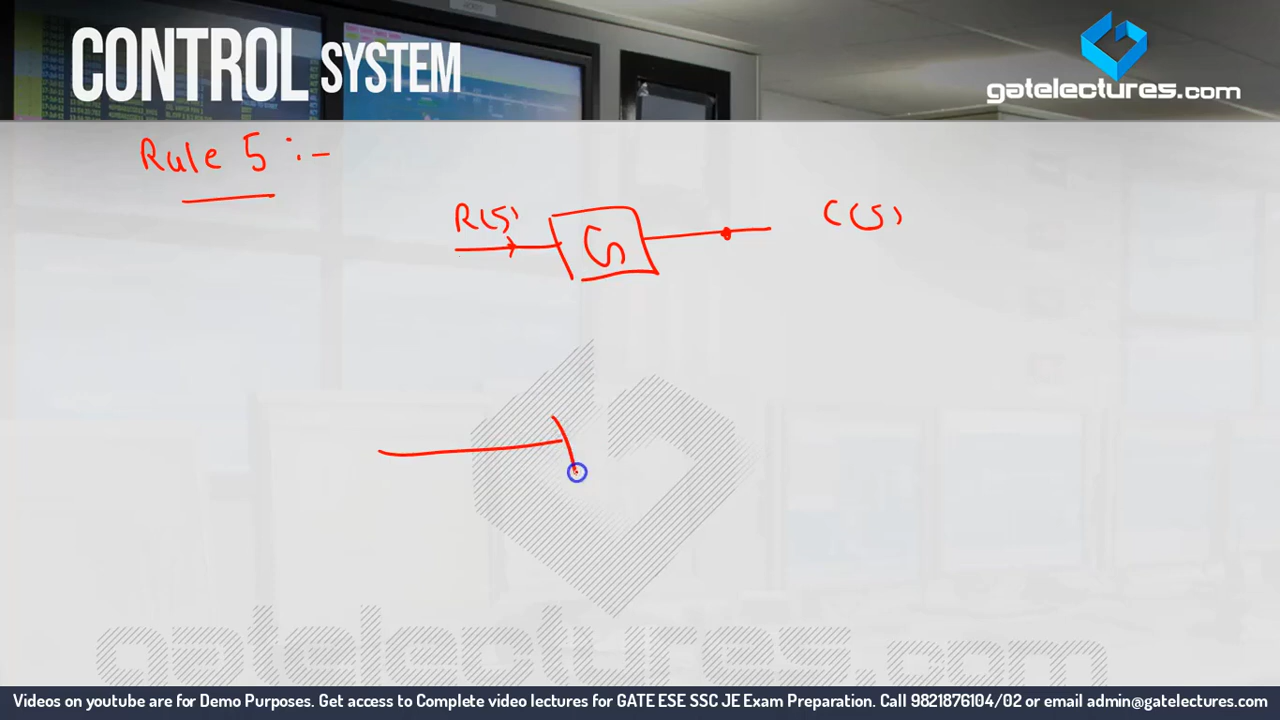 CONTROL SYSTEM
gatelectures.com
Rule 5 :-
R(s) G C(s)
gatelectures.com
Videos on youtube are for Demo Purposes. Get access to Complete video lectures for GATE ESE SSC JE Exam Preparation. Call 9821876104/02 or email admin@gatelectures.com